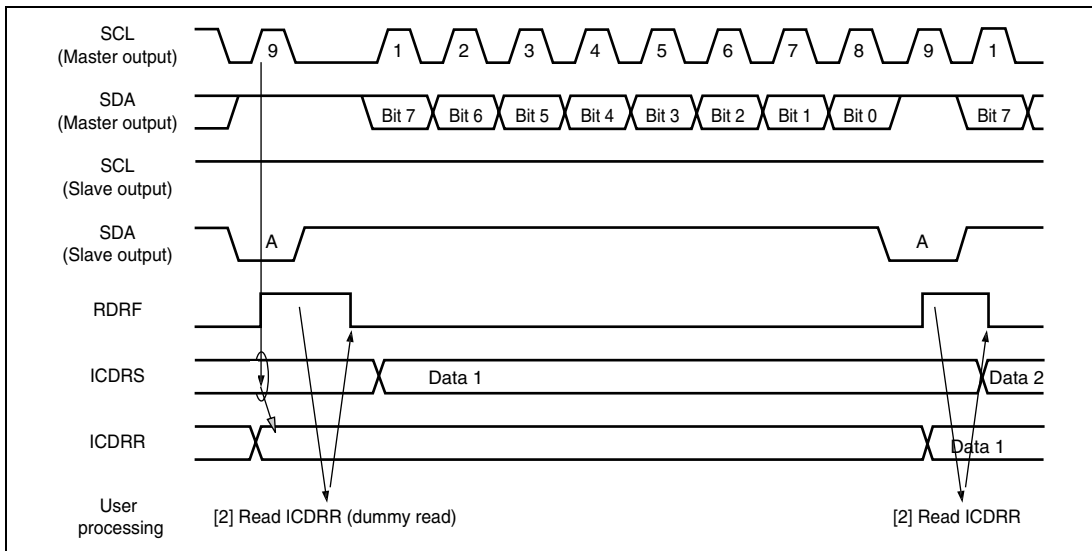 SCL
(Master output)
9 1 2 3 4 5 6 7 8 9 1
SDA
(Master output)
Bit 7 Bit 6 Bit 5 Bit 4 Bit 3 Bit 2 Bit 1 Bit 0 Bit 7
SCL
(Slave output)
SDA
(Slave output)
A A
RDRF
ICDRS
Data 1 Data 2
ICDRR
Data 1
User
processing
[2] Read ICDRR (dummy read) [2] Read ICDRR